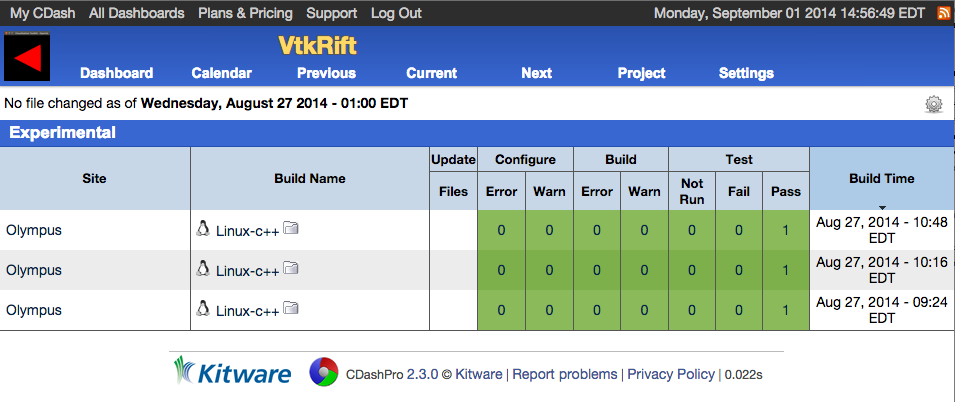 My CDash All Dashboards Plans & Pricing Support Log Out Monday, September 01 2014 14:56:49 EDT
VtkRift
Dashboard Calendar Previous Current Next Project Settings
No file changed as of Wednesday, August 27 2014 - 01:00 EDT
Experimental
Site Build Name Update Configure Build Test Build Time
Files Error Warn Error Warn Not Run Fail Pass
Olympus Linux-c++ 0 0 0 0 0 0 1 Aug 27, 2014 - 10:48 EDT
Olympus Linux-c++ 0 0 0 0 0 0 1 Aug 27, 2014 - 10:16 EDT
Olympus Linux-c++ 0 0 0 0 0 0 1 Aug 27, 2014 - 09:24 EDT
Kitware CDashPro 2.3.0 © Kitware | Report problems | Privacy Policy | 0.022s